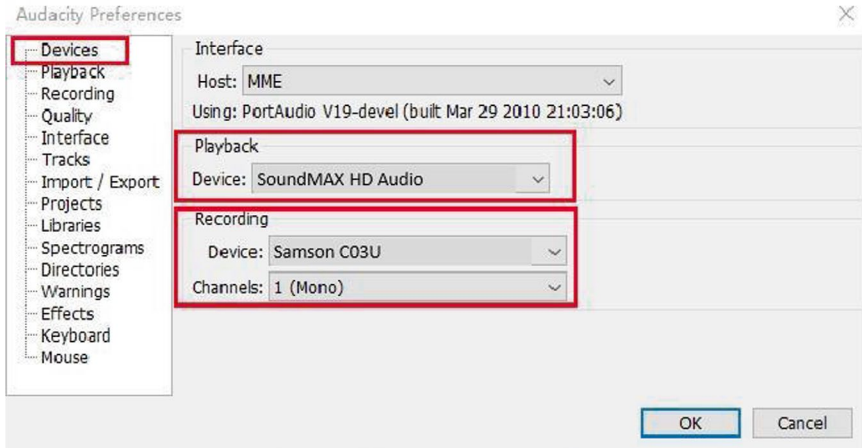 Audacity Preferences
Devices
Playback
Recording
Quality
Interface
Tracks
Import / Export
Projects
Libraries
Spectrograms
Directories
Warnings
Effects
Keyboard
Mouse
Interface
Host: MME
Using: PortAudio V19-devel (built Mar 29 2010 21:03:06)
Playback
Device: SoundMAX HD Audio
Recording
Device: Samson C03U
Channels: 1 (Mono)
OK Cancel